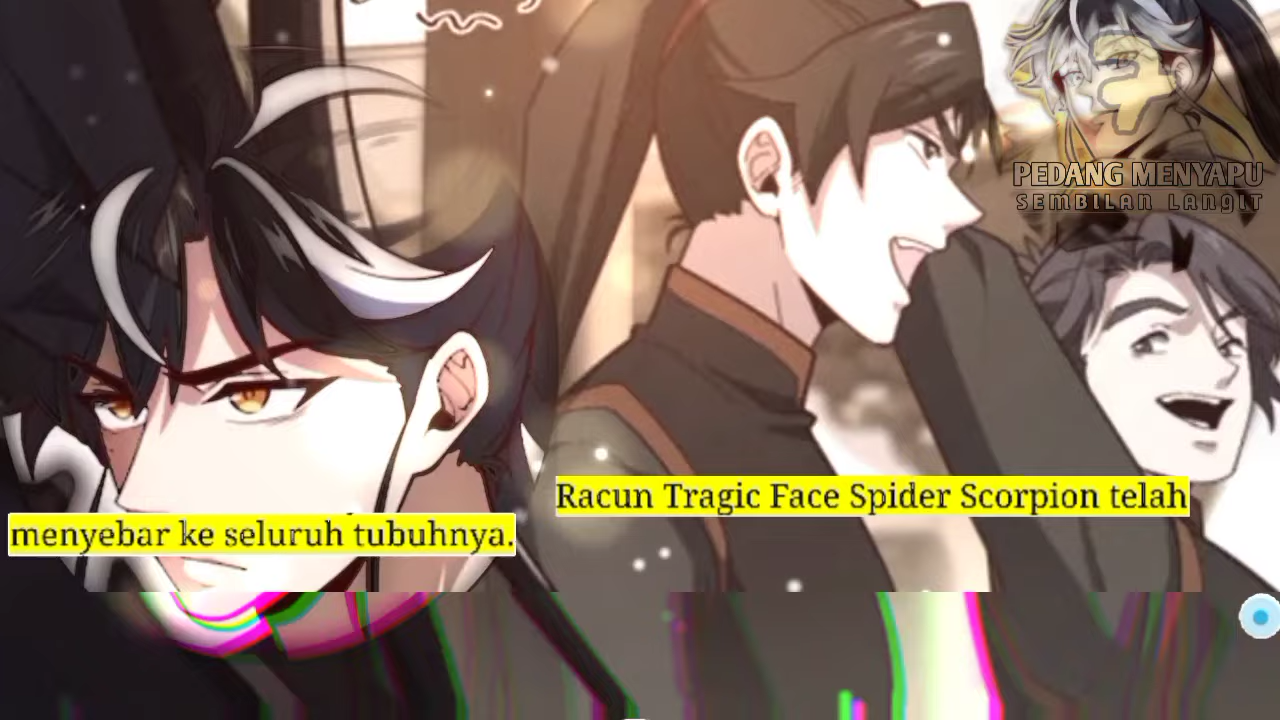 PEDANG MENYAPU
SEMBILAN LANGIT
Racun Tragic Face Spider Scorpion telah
menyebar ke seluruh tubuhnya.